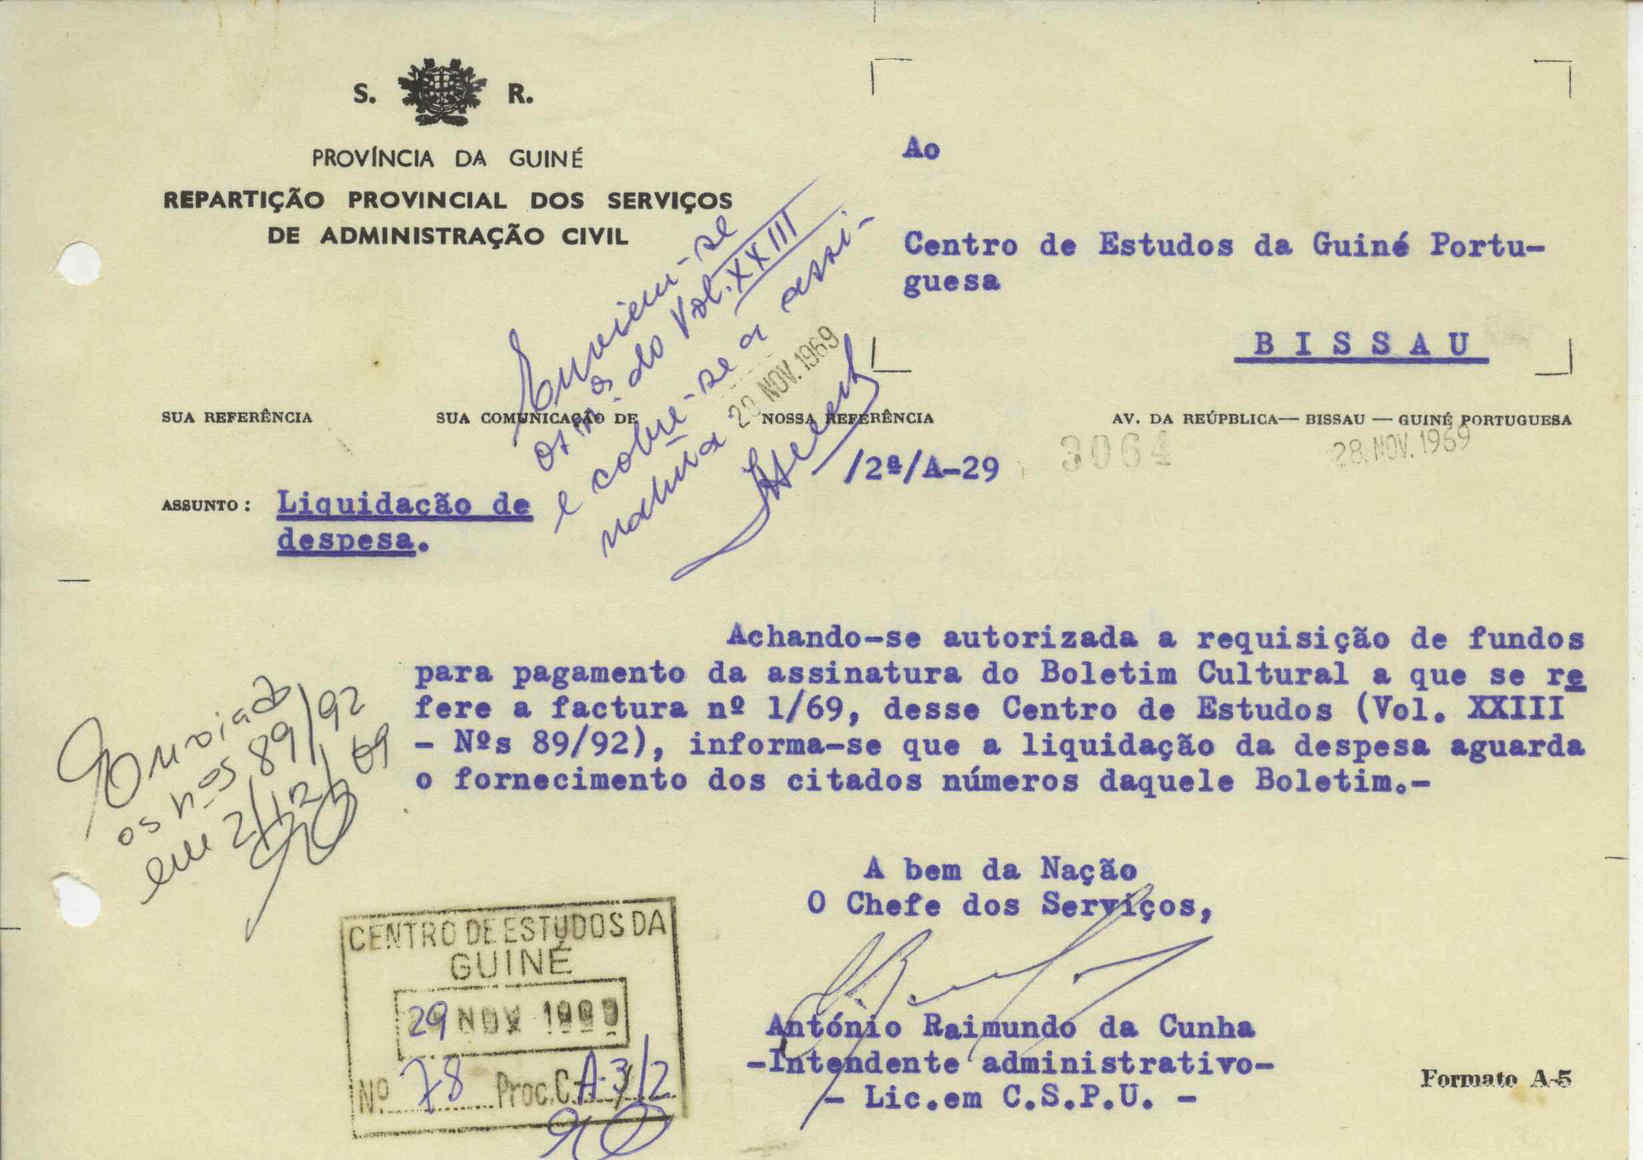 S. R.
PROVÍNCIA DA GUINÉ
REPARTIÇÃO PROVINCIAL DOS SERVIÇOS
DE ADMINISTRAÇÃO CIVIL
Ao
Centro de Estudos da Guiné Portu-
guesa
BISSAU
Enviem-se
os nºs do Vol. XXIII
e cobre-se a assi-
natura
29 NOV. 1969
SUA REFERÊNCIA
SUA COMUNICAÇÃO DE
NOSSA REFERÊNCIA
AV. DA REÚPBLICA— BISSAU — GUINÉ PORTUGUESA
/2ª/A-29
3064
28. NOV. 1969
ASSUNTO: Liquidação de
despesa.
Achando-se autorizada a requisição de fundos
para pagamento da assinatura do Boletim Cultural a que se re
fere a factura nº 1/69, desse Centro de Estudos (Vol. XXIII
- Nºs 89/92), informa-se que a liquidação da despesa aguarda
o fornecimento dos citados números daquele Boletim.-
Enviado
os nºs 89/92
em 2/12/69
A bem da Nação
O Chefe dos Serviços,
António Raimundo da Cunha
-Intendente administrativo-
- Lic.em C.S.P.U. -
CENTRO DE ESTUDOS DA
GUINÉ
29 NOV
Nº 78 Proc. C-A-3/2
Formato A-5